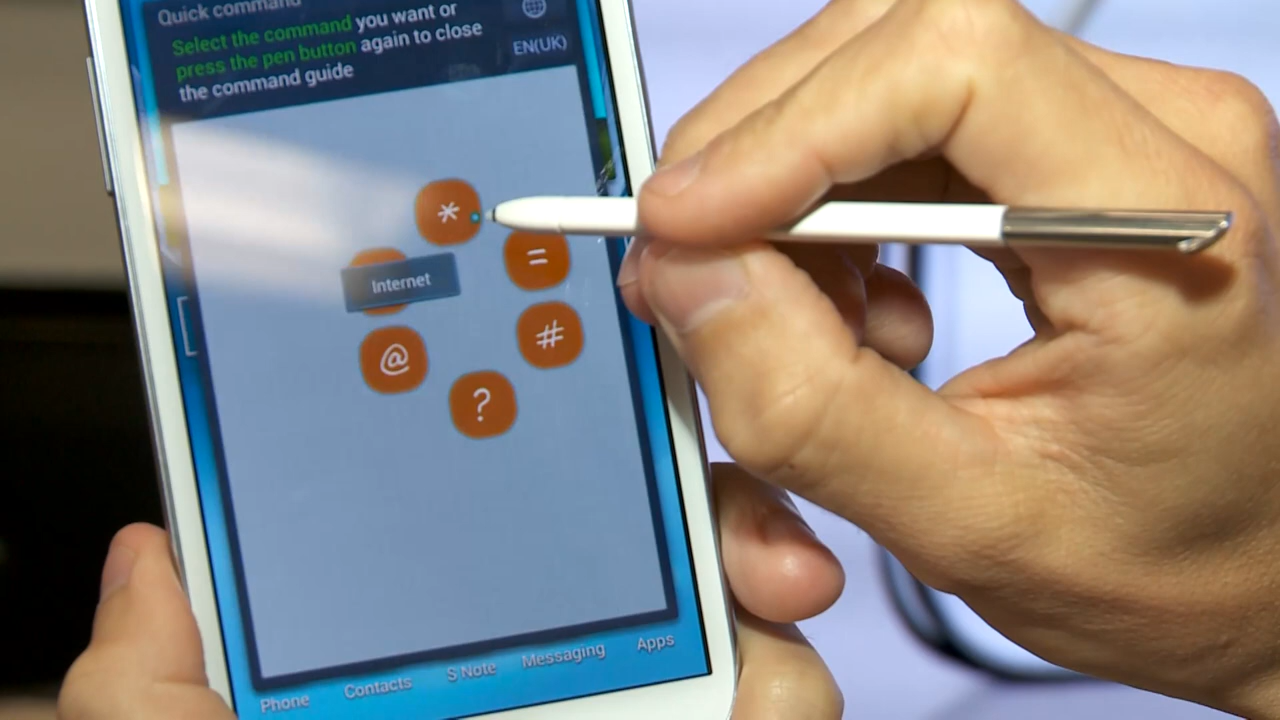 Quick command
Select the command you want or
press the pen button again to close
the command guide
EN(UK)
*
=
Internet
#
@
?
Phone Contacts S Note Messaging Apps